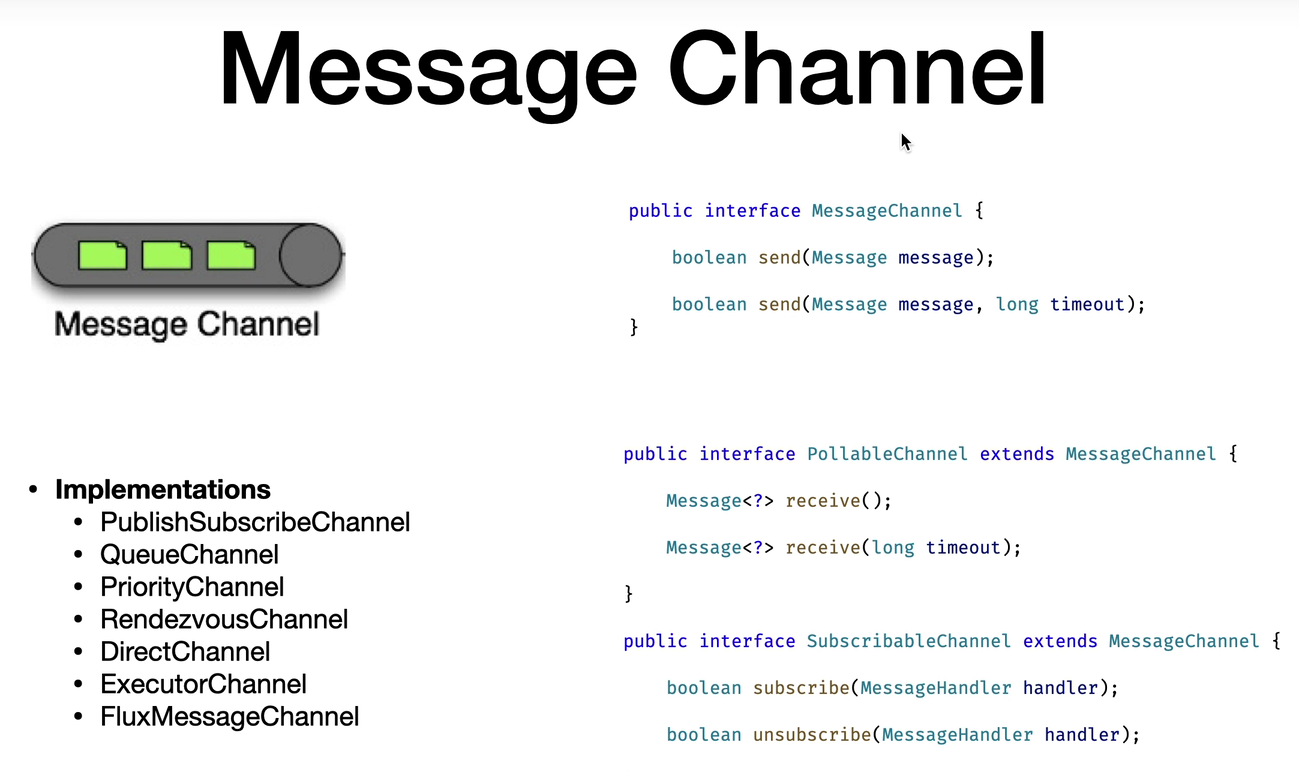 Message Channel
Message Channel
• Implementations
• PublishSubscribeChannel
• QueueChannel
• PriorityChannel
• RendezvousChannel
• DirectChannel
• ExecutorChannel
• FluxMessageChannel
public interface MessageChannel {
boolean send(Message message);
boolean send(Message message, long timeout);
}
public interface PollableChannel extends MessageChannel {
Message<?> receive();
Message<?> receive(long timeout);
}
public interface SubscribableChannel extends MessageChannel {
boolean subscribe(MessageHandler handler);
boolean unsubscribe(MessageHandler handler);